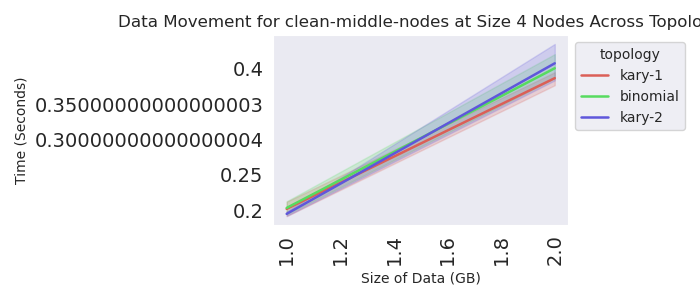 Data Movement for clean-middle-nodes at Size 4 Nodes Across Topolo
topology
kary-1
binomial
kary-2
Time (Seconds)
0.4
0.35000000000000003
0.30000000000000004
0.25
0.2
1.0
1.2
1.4
1.6
1.8
2.0
Size of Data (GB)